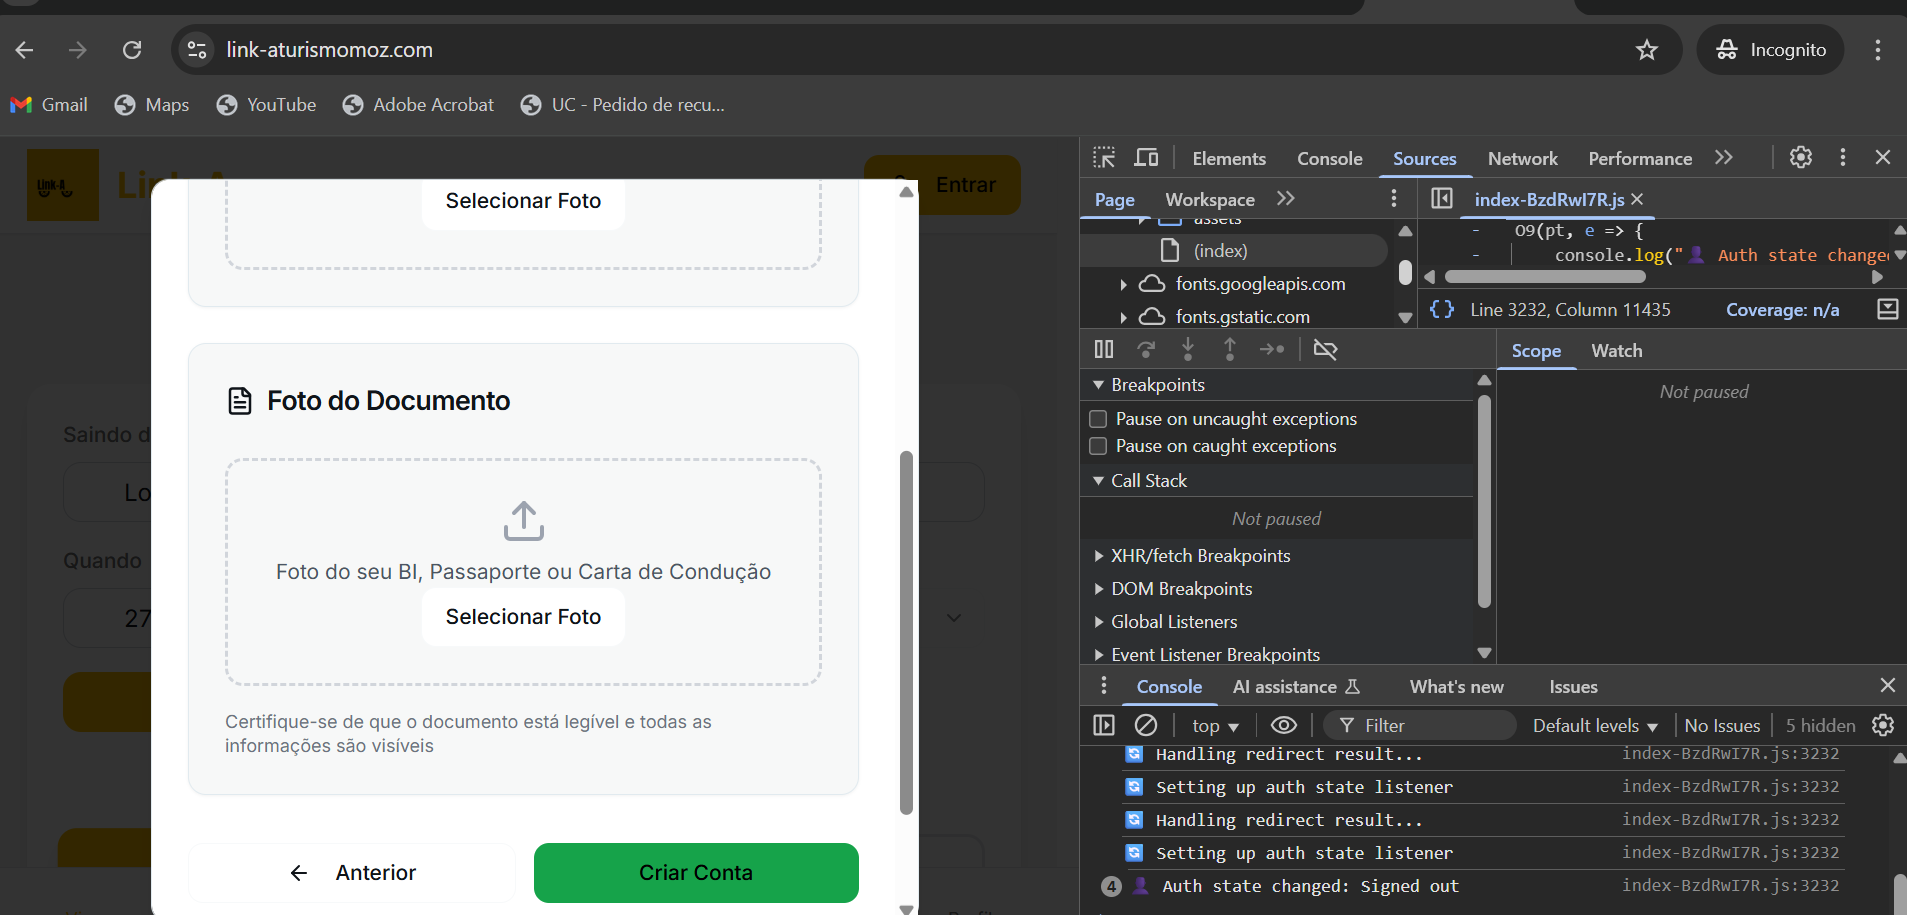 link-aturismomoz.com
Incognito
Gmail
Maps
YouTube
Adobe Acrobat
UC - Pedido de recu...
Link-A
Entrar
Selecionar Foto
Foto do Documento
Foto do seu BI, Passaporte ou Carta de Condução
Selecionar Foto
Certifique-se de que o documento está legível e todas as
informações são visíveis
Anterior
Criar Conta
Saindo d
Lo
Quando
27
Elements
Console
Sources
Network
Performance
Page
Workspace
index-BzdRwI7R.js
assets
(index)
fonts.googleapis.com
fonts.gstatic.com
- O9(pt, e => {
- console.log("👤 Auth state change
{} Line 3232, Column 11435
Coverage: n/a
Scope
Watch
Not paused
Breakpoints
Pause on uncaught exceptions
Pause on caught exceptions
Call Stack
Not paused
XHR/fetch Breakpoints
DOM Breakpoints
Global Listeners
Event Listener Breakpoints
Console
AI assistance
What's new
Issues
top
Filter
Default levels
No Issues
5 hidden
Handling redirect result... index-BzdRwI7R.js:3232
Setting up auth state listener index-BzdRwI7R.js:3232
Handling redirect result... index-BzdRwI7R.js:3232
Setting up auth state listener index-BzdRwI7R.js:3232
4 👤 Auth state changed: Signed out index-BzdRwI7R.js:3232